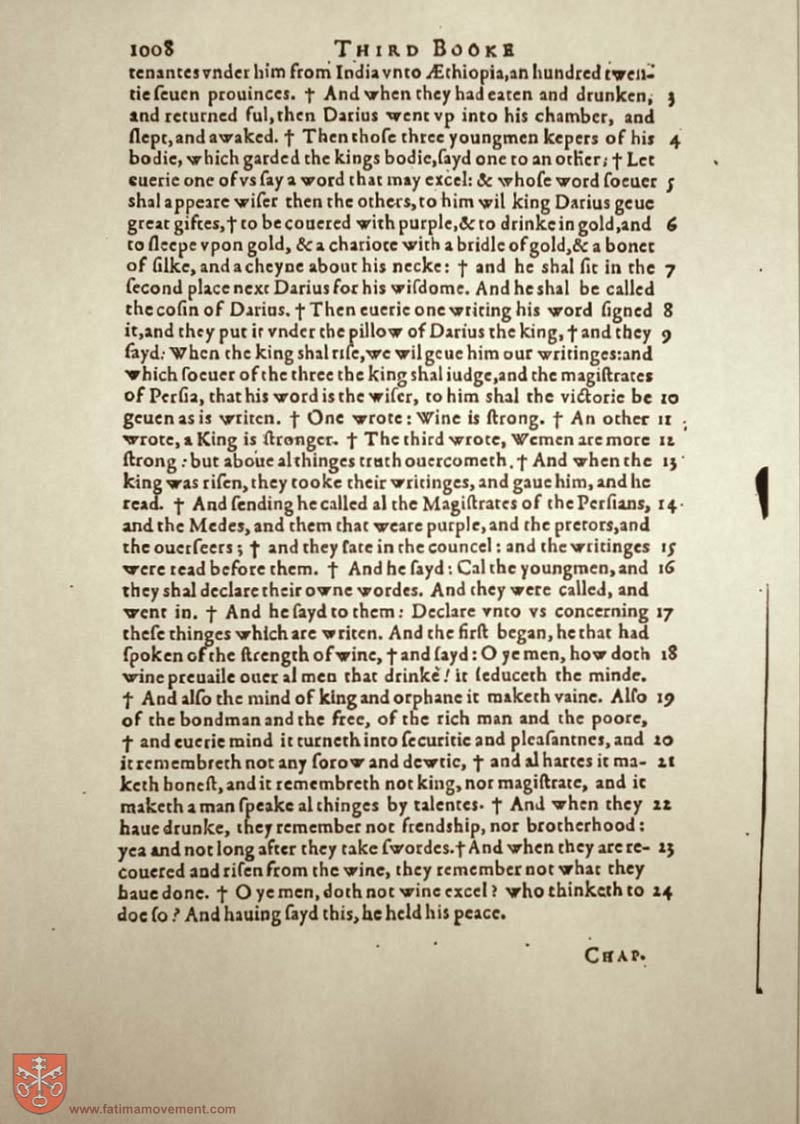 1008 THIRD BOOKE
tenantes vnder him from India vnto Æthiopia, an hundred twen-
tie ſeuen prouinces. † And when they had eaten and drunken, 3
and returned ful, then Darius went vp into his chamber, and
ſlept, and awaked. † Then thoſe three youngmen kepers of his 4
bodie, which garded the kings bodie, ſayd one to an other; † Let
euerie one of vs ſay a word that may excel: & whoſe word ſoeuer 5
shal appeare wiſer then the others, to him wil king Darius geue
great giftes, † to be couered with purple, & to drinke in gold, and 6
to ſleepe vpon gold, & a chariote with a bridle of gold, & a bonet
of ſilke, and a cheyne about his necke: † and he shal ſit in the 7
ſecond place next Darius for his wiſdome. And he shal be called
the coſin of Darius. † Then euerie one writing his word ſigned 8
it, and they put it vnder the pillow of Darius the king, † and they 9
ſayd: When the king shal riſe, we wil geue him our writinges: and
which ſoeuer of the three the king shal iudge, and the magiſtrates
of Perſia, that his word is the wiſer, to him shal the victorie be 10
geuen as is writen. † One wrote: Wine is ſtrong. † An other 11
wrote, a King is ſtronger. † The third wrote, Wemen are more 12
ſtrong: but aboue al thinges truth ouercometh. † And when the 13
king was riſen, they tooke their writinges, and gaue him, and he
read. † And ſending he called al the Magiſtrates of the Perſians, 14
and the Medes, and them that weare purple, and the pretors, and
the ouerſeers; † and they ſate in the councel: and the writinges 15
were read before them. † And he ſayd: Cal the youngmen, and 16
they shal declare their owne wordes. And they were called, and
went in. † And he ſayd to them: Declare vnto vs concerning 17
theſe thinges which are writen. And the firſt began, he that had
ſpoken of the ſtrength of wine, † and ſayd: O ye men, how doth 18
wine preuaile ouer al men that drinke! it ſeduceth the minde.
† And alſo the mind of king and orphane it maketh vaine. Alſo 19
of the bondman and the free, of the rich man and the poore,
† and euerie mind it turneth into ſecuritie and pleaſantnes, and 20
it remembreth not any ſorow and dewtie, † and al hartes it ma- 21
keth honeſt, and it remembreth not king, nor magiſtrate, and it
maketh a man ſpeake al thinges by talentes. † And when they 22
haue drunke, they remember not frendship, nor brotherhood:
yea and not long after they take ſwordes. † And when they are re- 23
couered and riſen from the wine, they remember not what they
haue done. † O ye men, doth not wine excel? who thinketh to 24
doe ſo? And hauing ſayd this, he held his peace.
CHAP.
www.fatimamovement.com